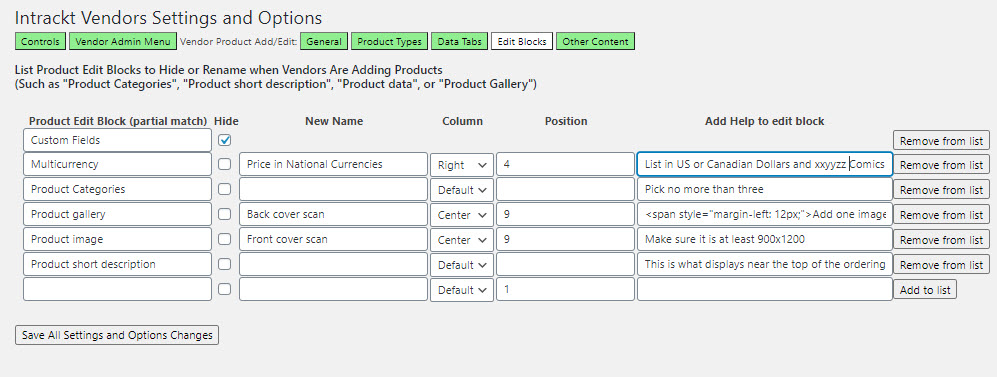 Intrackt Vendors Settings and Options
Controls Vendor Admin Menu Vendor Product Add/Edit: General Product Types Data Tabs Edit Blocks Other Content
List Product Edit Blocks to Hide or Rename when Vendors Are Adding Products
(Such as "Product Categories", "Product short description", "Product data", or "Product Gallery")
Product Edit Block (partial match) Hide New Name Column Position Add Help to edit block
Custom Fields Remove from list
Multicurrency Price in National Currencies Right 4 List in US or Canadian Dollars and xxyyzz Comics Remove from list
Product Categories Default Pick no more than three Remove from list
Product gallery Back cover scan Center 9 <span style="margin-left: 12px;">Add one image Remove from list
Product image Front cover scan Center 9 Make sure it is at least 900x1200 Remove from list
Product short description Default This is what displays near the top of the ordering Remove from list
Default 1 Add to list
Save All Settings and Options Changes